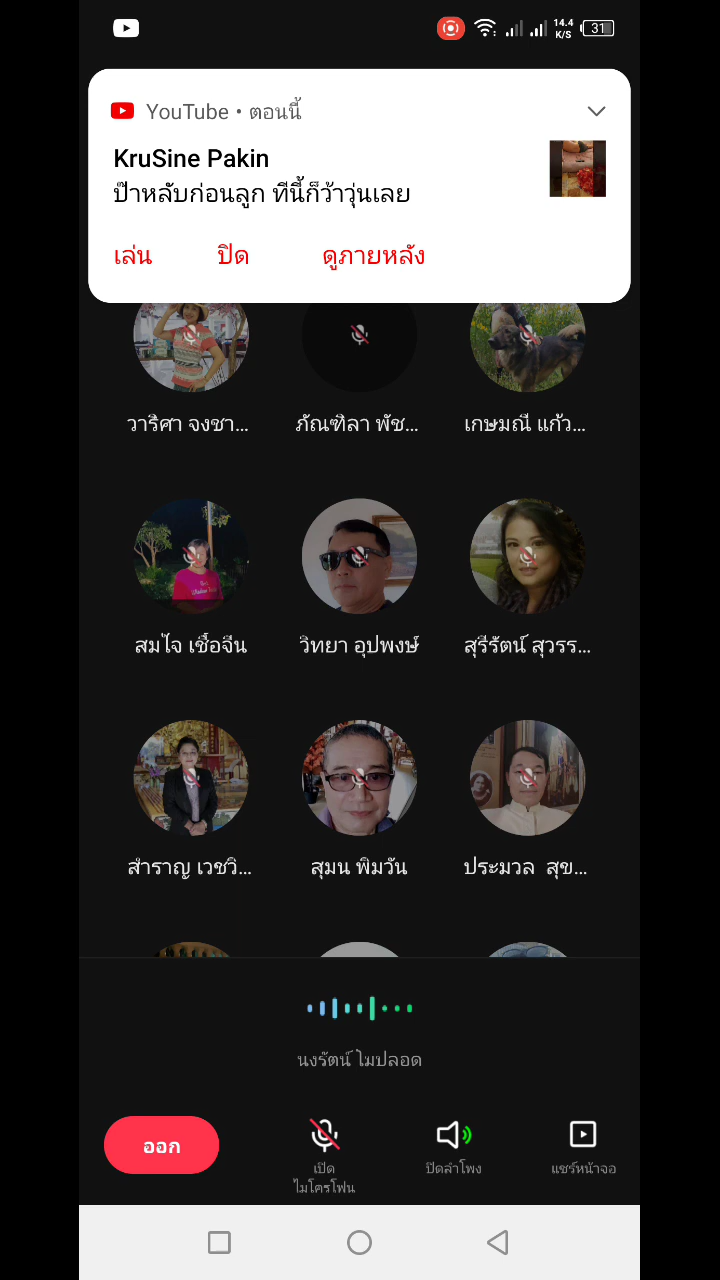 14.4
K/S
31
YouTube • ตอนนี้
KruSine Pakin
ป๊าหลับก่อนลูก ทีนี้ก็ว้าวุ่นเลย
เล่น ปิด ดูภายหลัง
วาริศา จงชา... ภัณฑิลา พัช... เกษมณี แก้ว...
สมใจ เชื้อจีน วิทยา อุปพงษ์ สุรีรัตน์ สุวรร...
สำราญ เวชวิ... สุมน พิมวัน ประมวล สุข...
นงรัตน์ โมปลอด
ออก
เปิด
ไมโครโฟน
ปิดลำโพง
แชร์หน้าจอ